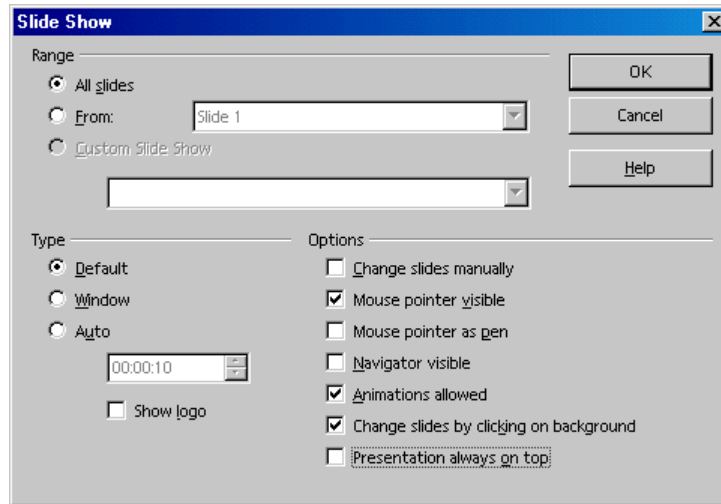 Slide Show
Range
All slides
From:
Slide 1
Custom Slide Show
OK
Cancel
Help
Type
Default
Window
Auto
00:00:10
Show logo
Options
Change slides manually
Mouse pointer visible
Mouse pointer as pen
Navigator visible
Animations allowed
Change slides by clicking on background
Presentation always on top